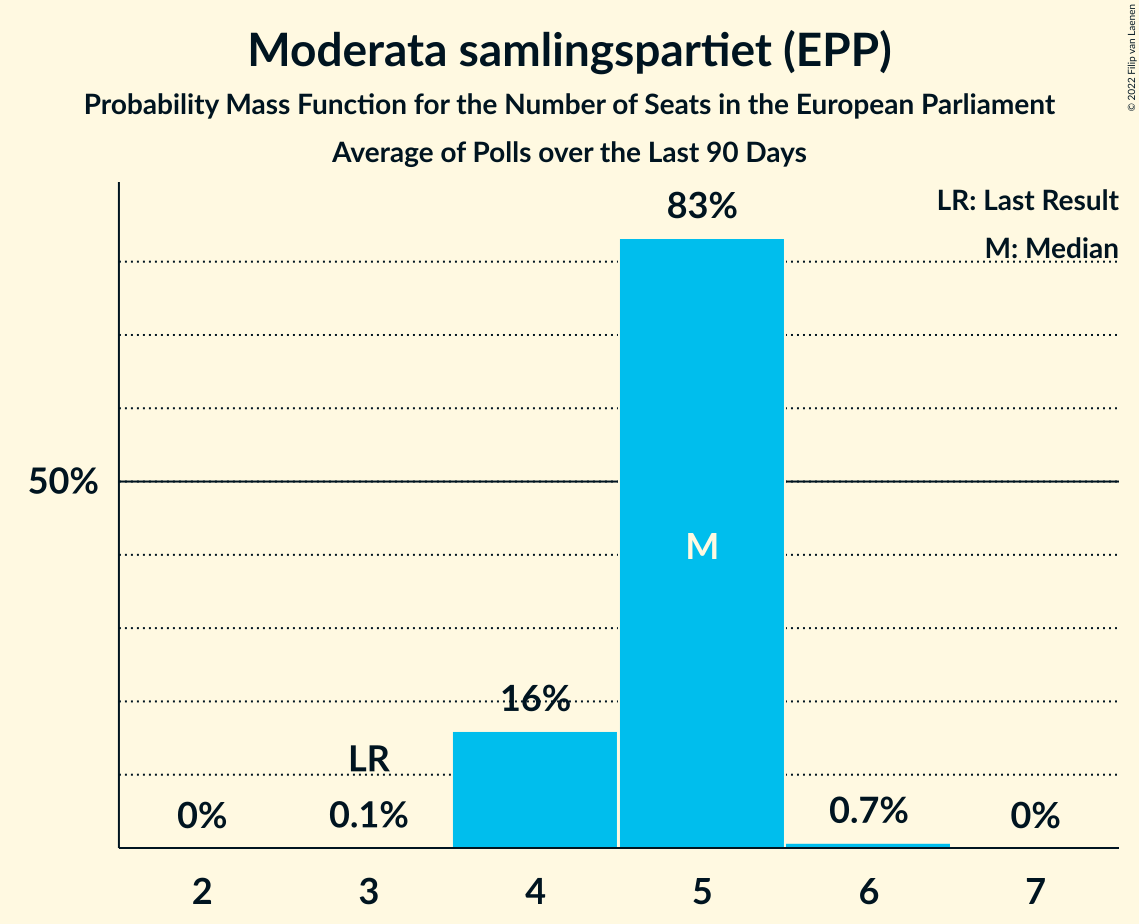 Moderata samlingspartiet (EPP)
Probability Mass Function for the Number of Seats in the European Parliament
Average of Polls over the Last 90 Days
© 2022 Filip van Laenen
LR: Last Result
M: Median
83%
50%
M
16%
LR
0%
0.1%
0.7%
0%
2 3 4 5 6 7